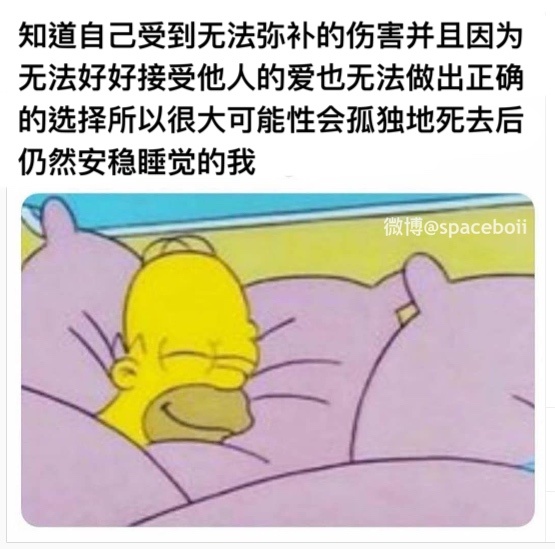 知道自己受到无法弥补的伤害并且因为
无法好好接受他人的爱也无法做出正确
的选择所以很大可能性会孤独地死去后
仍然安稳睡觉的我
微博@spaceboii